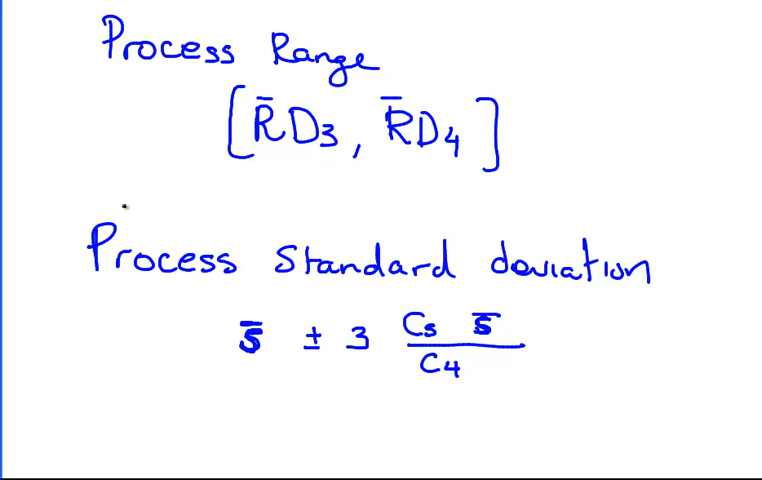 Process Range
[R̄D3, R̄D4]
Process Standard deviation
s̄ ± 3 C5 s̄ / C4